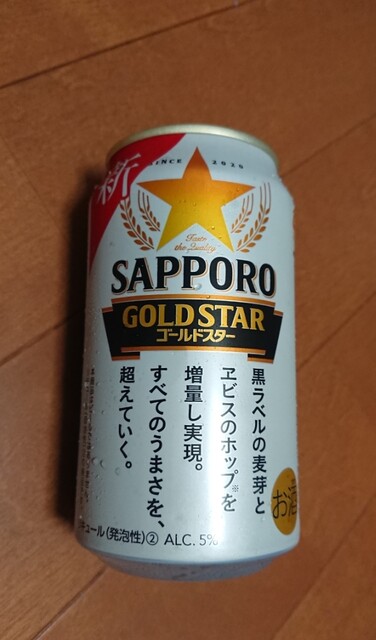 新
SINCE 2020
Taste
the Quality
SAPPORO
GOLD STAR
ゴールドスター
黒ラベルの麦芽と
ヱビスのホップ※を
増量し実現。
すべてのうまさを、
超えていく。
お酒
キュール(発泡性)② ALC. 5%